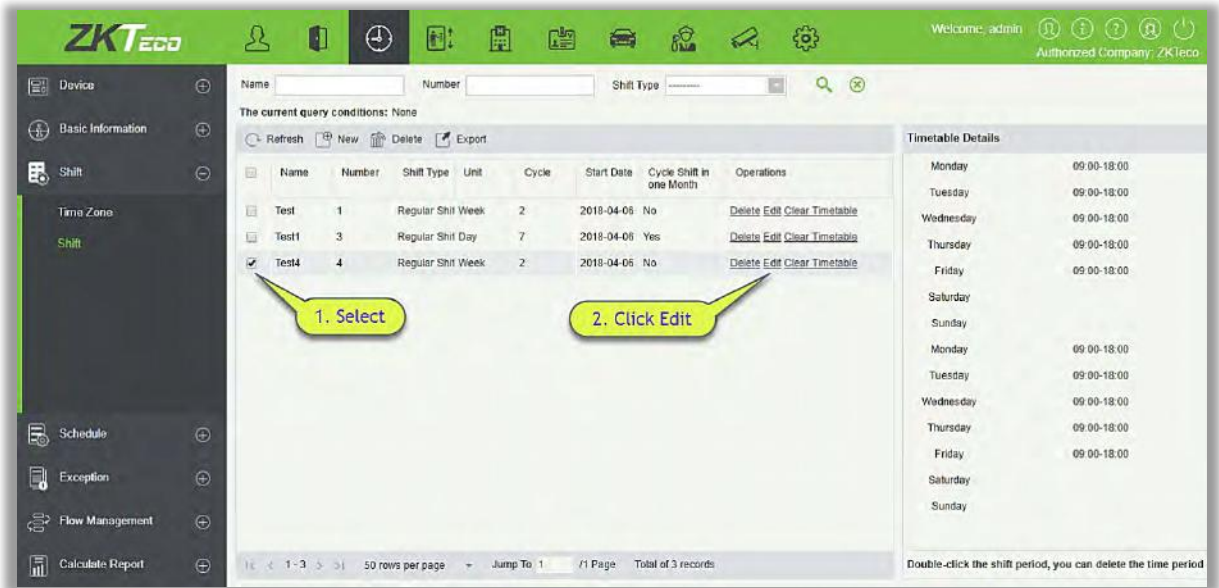 ZKTeco
Welcome, admin
Authorized Company: ZKTeco
Device
Basic Information
Shift
Time Zone
Shift
Schedule
Exception
Flow Management
Calculate Report
Name Number Shift Type ---------
The current query conditions: None
Refresh New Delete Export
Name Number Shift Type Unit Cycle Start Date Cycle Shift in one Month Operations
Test 1 Regular Shif Week 2 2018-04-06 No Delete Edit Clear Timetable
Test1 3 Regular Shif Day 7 2018-04-06 Yes Delete Edit Clear Timetable
Test4 4 Regular Shif Week 2 2018-04-06 No Delete Edit Clear Timetable
1. Select
2. Click Edit
1-3 50 rows per page Jump To 1 /1 Page Total of 3 records
Timetable Details
Monday 09:00-18:00
Tuesday 09:00-18:00
Wednesday 09:00-18:00
Thursday 09:00-18:00
Friday 09:00-18:00
Saturday
Sunday
Monday 09:00-18:00
Tuesday 09:00-18:00
Wednesday 09:00-18:00
Thursday 09:00-18:00
Friday 09:00-18:00
Saturday
Sunday
Double-click the shift period, you can delete the time period